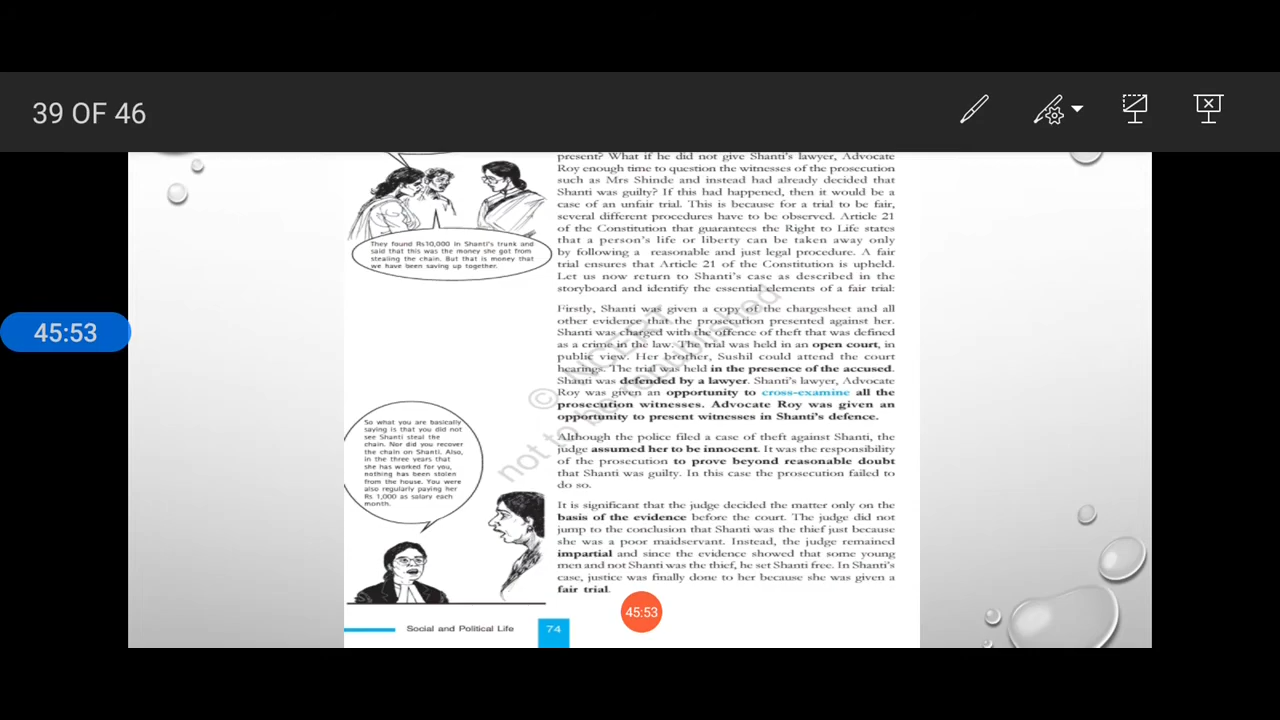 39 OF 46
45:53
They found Rs10,000 in Shanti's trunk and
said that this was the money she got from
stealing the chain. But that is money that
we have been saving up together.
So what you are basically
saying is that you did not
see Shanti steal the
chain. Nor did you recover
the chain on Shanti. Also,
in the three years that
she has worked for you,
nothing has been stolen
from the house. You were
also regularly paying her
Rs 1,000 as salary each
month.
present? What if he did not give Shanti's lawyer, Advocate
Roy enough time to question the witnesses of the prosecution
such as Mrs Shinde and instead had already decided that
Shanti was guilty? If this had happened, then it would be a
case of an unfair trial. This is because for a trial to be fair,
several different procedures have to be observed. Article 21
of the Constitution that guarantees the Right to Life states
that a person's life or liberty can be taken away only
by following a reasonable and just legal procedure. A fair
trial ensures that Article 21 of the Constitution is upheld.
Let us now return to Shanti's case as described in the
storyboard and identify the essential elements of a fair trial:
Firstly, Shanti was given a copy of the chargesheet and all
other evidence that the prosecution presented against her.
Shanti was charged with the offence of theft that was defined
as a crime in the law. The trial was held in an open court, in
public view. Her brother, Sushil could attend the court
hearings. The trial was held in the presence of the accused.
Shanti was defended by a lawyer. Shanti's lawyer, Advocate
Roy was given an opportunity to cross-examine all the
prosecution witnesses. Advocate Roy was given an
opportunity to present witnesses in Shanti's defence.
Although the police filed a case of theft against Shanti, the
judge assumed her to be innocent. It was the responsibility
of the prosecution to prove beyond reasonable doubt
that Shanti was guilty. In this case the prosecution failed to
do so.
It is significant that the judge decided the matter only on the
basis of the evidence before the court. The judge did not
jump to the conclusion that Shanti was the thief just because
she was a poor maidservant. Instead, the judge remained
impartial and since the evidence showed that some young
men and not Shanti was the thief, he set Shanti free. In Shanti's
case, justice was finally done to her because she was given a
fair trial.
© NCERT
not to be republished
45:53
Social and Political Life 74